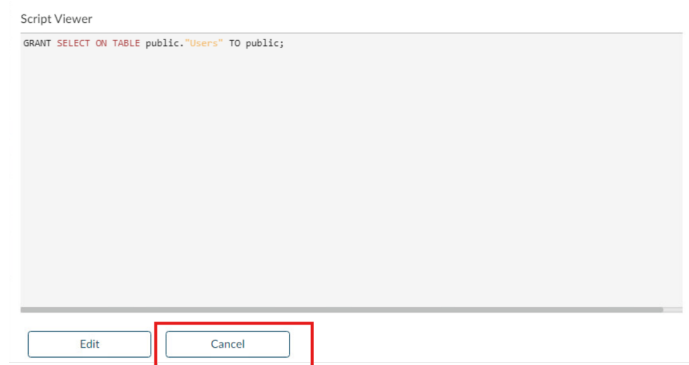 Script Viewer
GRANT SELECT ON TABLE public."Users" TO public;
Edit Cancel